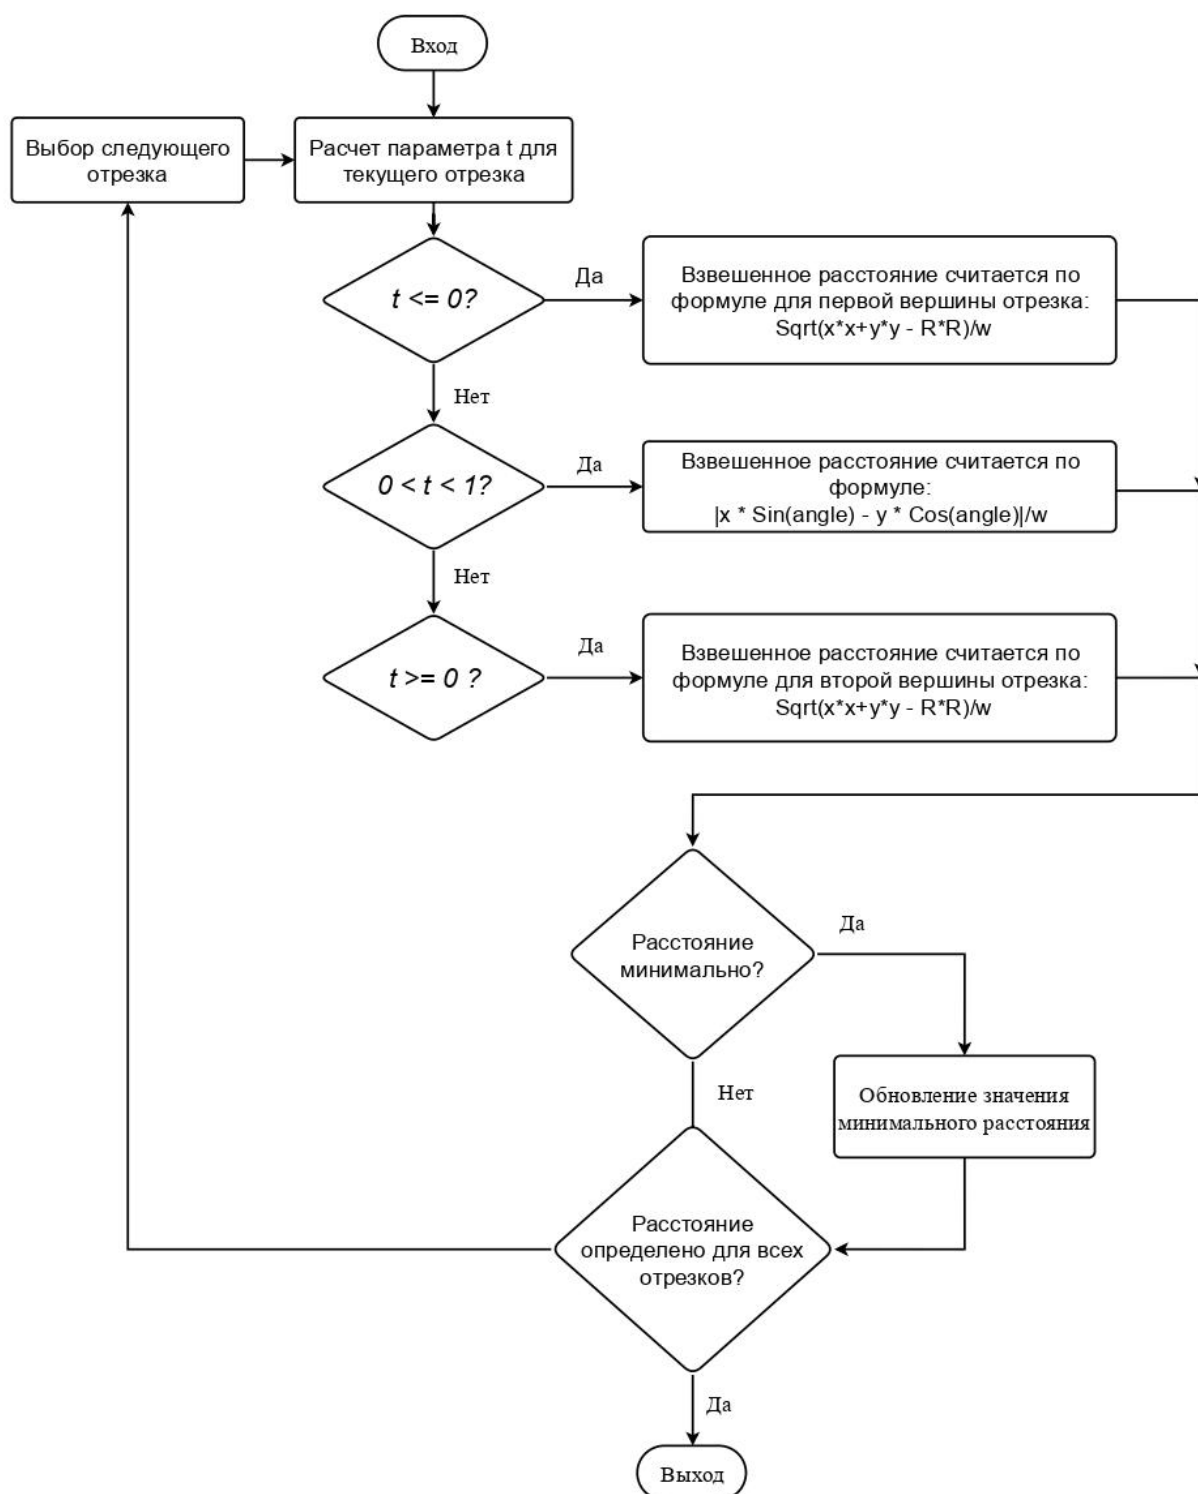 Вход
Выбор следующего
отрезка
Расчет параметра t для
текущего отрезка
t <= 0?
Да
Взвешенное расстояние считается по
формуле для первой вершины отрезка:
Sqrt(x*x+y*y - R*R)/w
Нет
0 < t < 1?
Да
Взвешенное расстояние считается по
формуле:
|x * Sin(angle) - y * Cos(angle)|/w
Нет
t >= 0 ?
Да
Взвешенное расстояние считается по
формуле для второй вершины отрезка:
Sqrt(x*x+y*y - R*R)/w
Расстояние
минимально?
Да
Нет
Обновление значения
минимального расстояния
Расстояние
определено для всех
отрезков?
Да
Выход